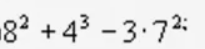 8² + 4³ − 3·7²;